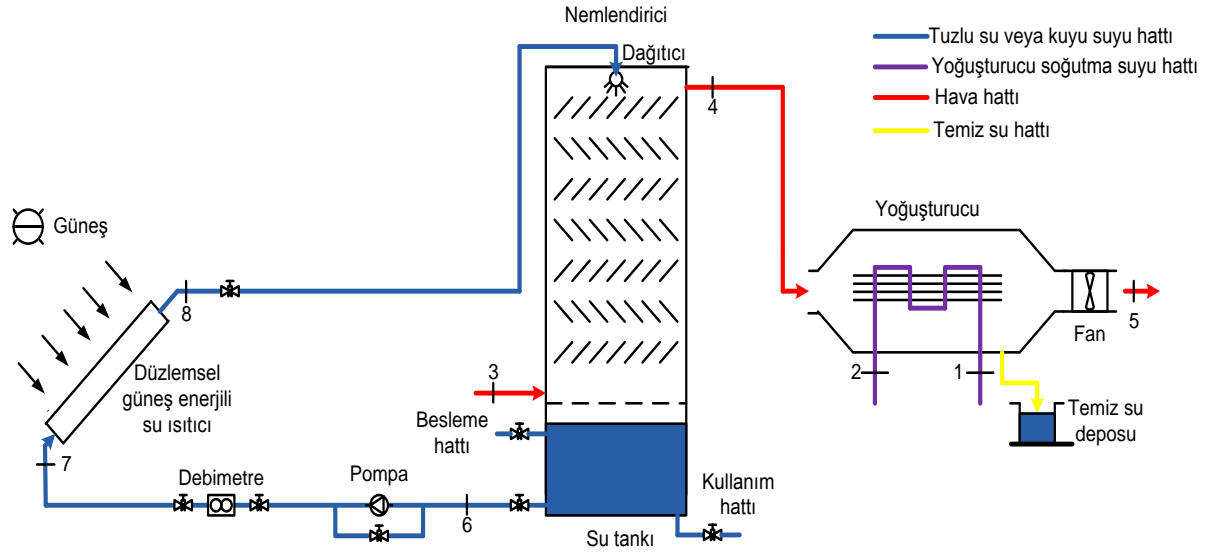 Nemlendirici
Dağıtıcı
Tuzlu su veya kuyu suyu hattı
Yoğuşturucu soğutma suyu hattı
Hava hattı
Temiz su hattı
4
Güneş
Yoğuşturucu
8
5
Fan
3
2
1
Düzlemsel
güneş enerjili
su ısıtıcı
Besleme
hattı
Temiz su
deposu
7
Debimetre
Pompa
6
Kullanım
hattı
Su tankı